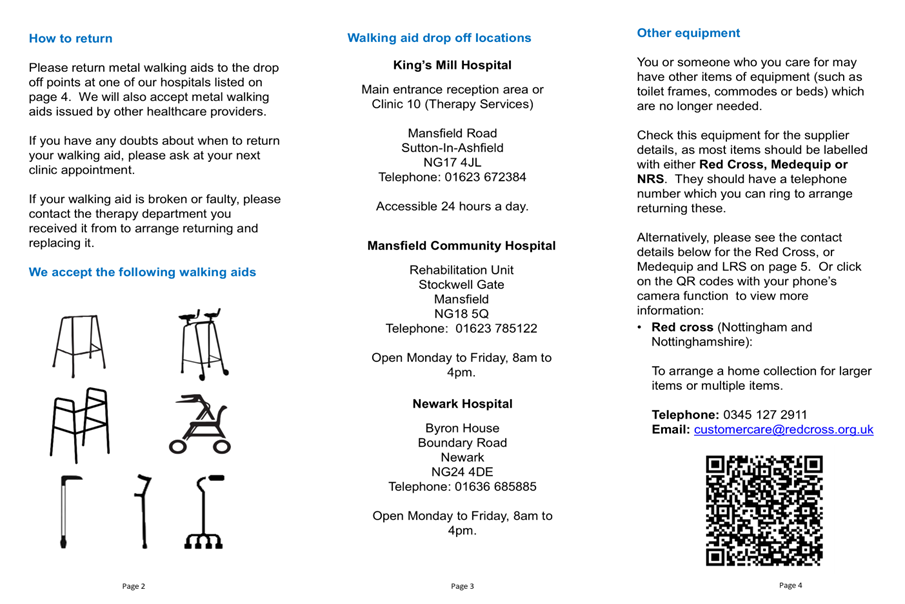 How to return
Please return metal walking aids to the drop
off points at one of our hospitals listed on
page 4.  We will also accept metal walking
aids issued by other healthcare providers.
If you have any doubts about when to return
your walking aid, please ask at your next
clinic appointment.
If your walking aid is broken or faulty, please
contact the therapy department you
received it from to arrange returning and
replacing it.
We accept the following walking aids
Page 2
Walking aid drop off locations
King's Mill Hospital
Main entrance reception area or
Clinic 10 (Therapy Services)
Mansfield Road
Sutton-In-Ashfield
NG17 4JL
Telephone: 01623 672384
Accessible 24 hours a day.
Mansfield Community Hospital
Rehabilitation Unit
Stockwell Gate
Mansfield
NG18 5Q
Telephone:  01623 785122
Open Monday to Friday, 8am to
4pm.
Newark Hospital
Byron House
Boundary Road
Newark
NG24 4DE
Telephone: 01636 685885
Open Monday to Friday, 8am to
4pm.
Page 3
Other equipment
You or someone who you care for may
have other items of equipment (such as
toilet frames, commodes or beds) which
are no longer needed.
Check this equipment for the supplier
details, as most items should be labelled
with either Red Cross, Medequip or
NRS.  They should have a telephone
number which you can ring to arrange
returning these.
Alternatively, please see the contact
details below for the Red Cross, or
Medequip and LRS on page 5.  Or click
on the QR codes with your phone's
camera function  to view more
information:
• Red cross (Nottingham and
Nottinghamshire):
To arrange a home collection for larger
items or multiple items.
Telephone: 0345 127 2911
Email: customercare@redcross.org.uk
Page 4